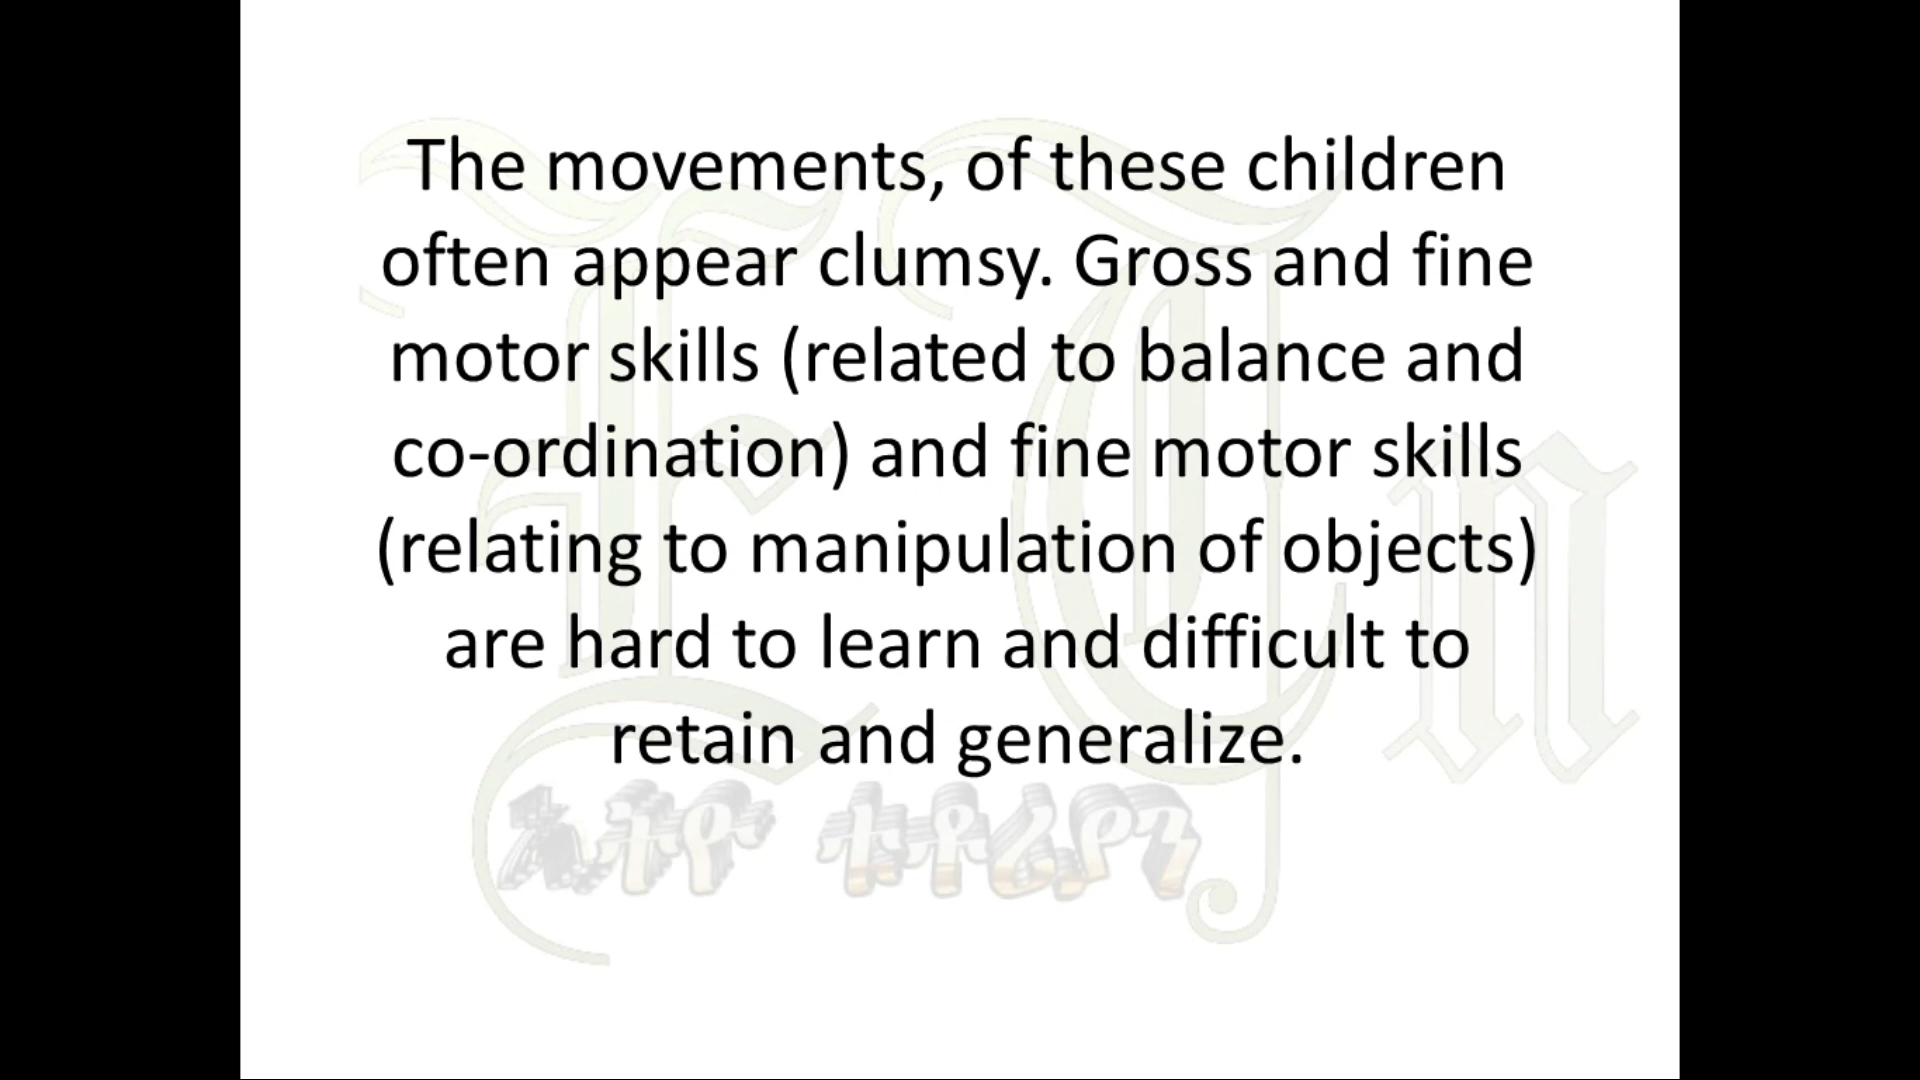 The movements, of these children
often appear clumsy. Gross and fine
motor skills (related to balance and
co-ordination) and fine motor skills
(relating to manipulation of objects)
are hard to learn and difficult to
retain and generalize.